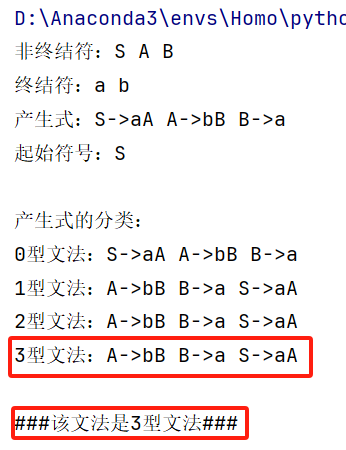 D:\Anaconda3\envs\Homo\pytho
非终结符：S A B
终结符：a b
产生式：S->aA A->bB B->a
起始符号：S
产生式的分类：
0型文法：S->aA A->bB B->a
1型文法：A->bB B->a S->aA
2型文法：A->bB B->a S->aA
3型文法：A->bB B->a S->aA
###该文法是3型文法###